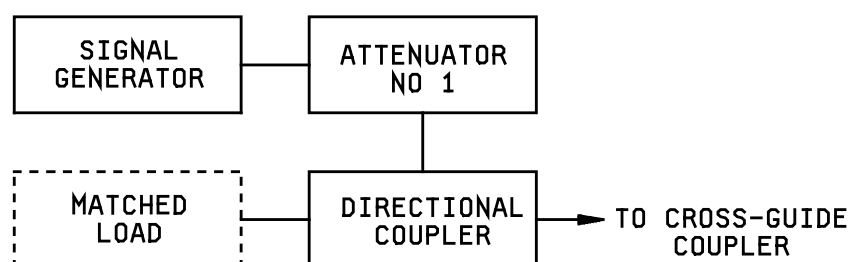 SIGNAL
GENERATOR
ATTENUATOR
NO 1
MATCHED
LOAD
DIRECTIONAL
COUPLER
TO CROSS-GUIDE
COUPLER